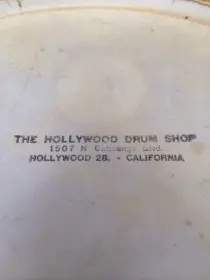 THE HOLLYWOOD DRUM SHOP
1507 N Cahuenga Blvd.
HOLLYWOOD 28, - CALIFORNIA